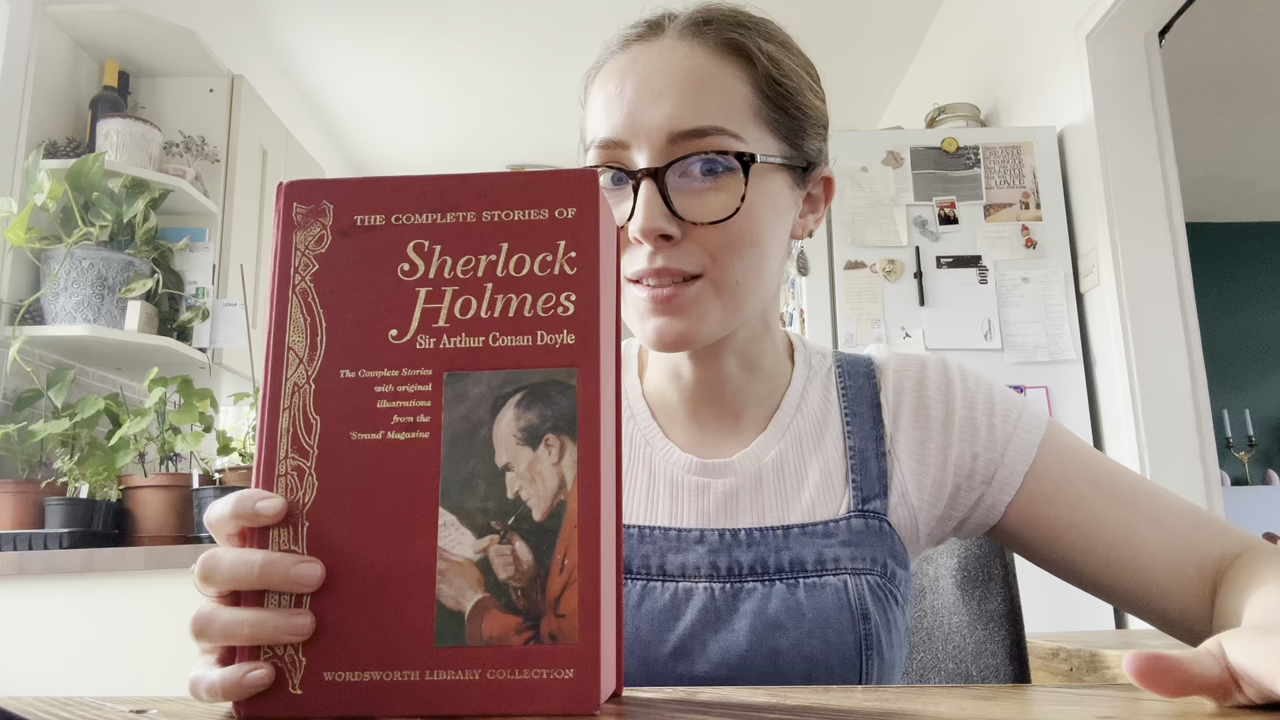 THE COMPLETE STORIES OF
Sherlock
Holmes
Sir Arthur Conan Doyle
The Complete Stories
with original
illustrations
from the
'Strand' Magazine
WORDSWORTH LIBRARY COLLECTION
LOVED